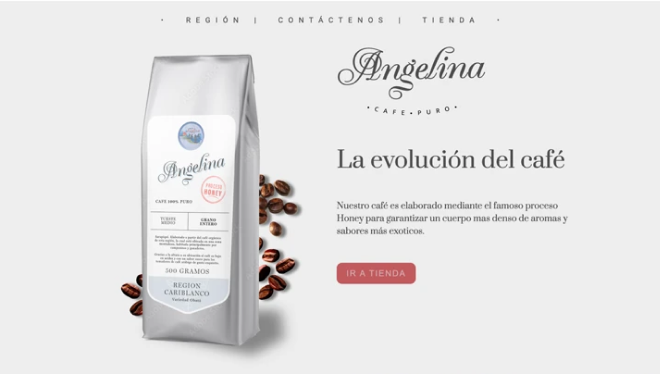 REGIÓN | CONTÁCTENOS | TIENDA
Angelina
CAFE PURO
La evolución del café
Nuestro café es elaborado mediante el famoso proceso
Honey para garantizar un cuerpo mas denso de aromas y
sabores más exoticos.
IR A TIENDA
Angelina
PROCESO
HONEY
CAFE 100% PURO
TUESTE
MEDIO
GRANO
ENTERO
500 GRAMOS
REGION
CARIBLANCO